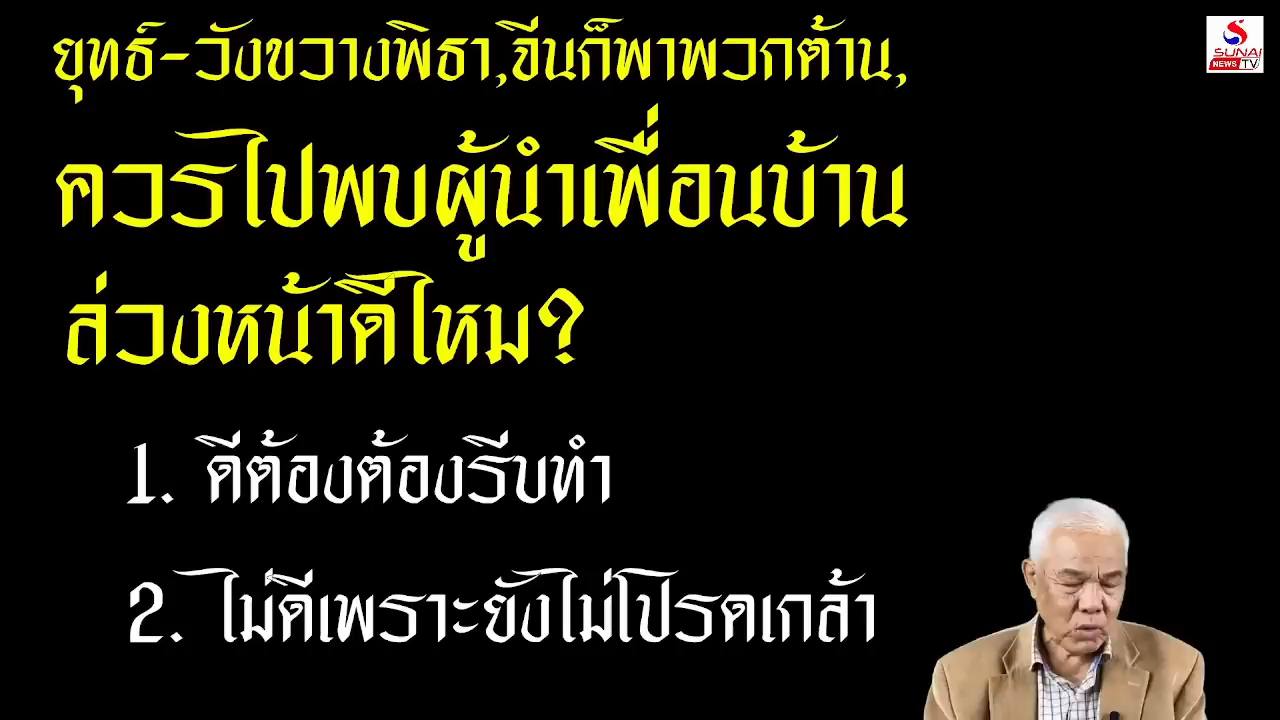 ยุทธ์-วังขวางพิธา,จีนก็พาพวกต้าน,
ควรไปพบผู้นำเพื่อนบ้าน
ล่วงหน้าดีไหม?
1. ดีต้องต้องรีบทำ
2. ไม่ดีเพราะยังไม่โปรดเกล้า
SUNAI
NEWS TV